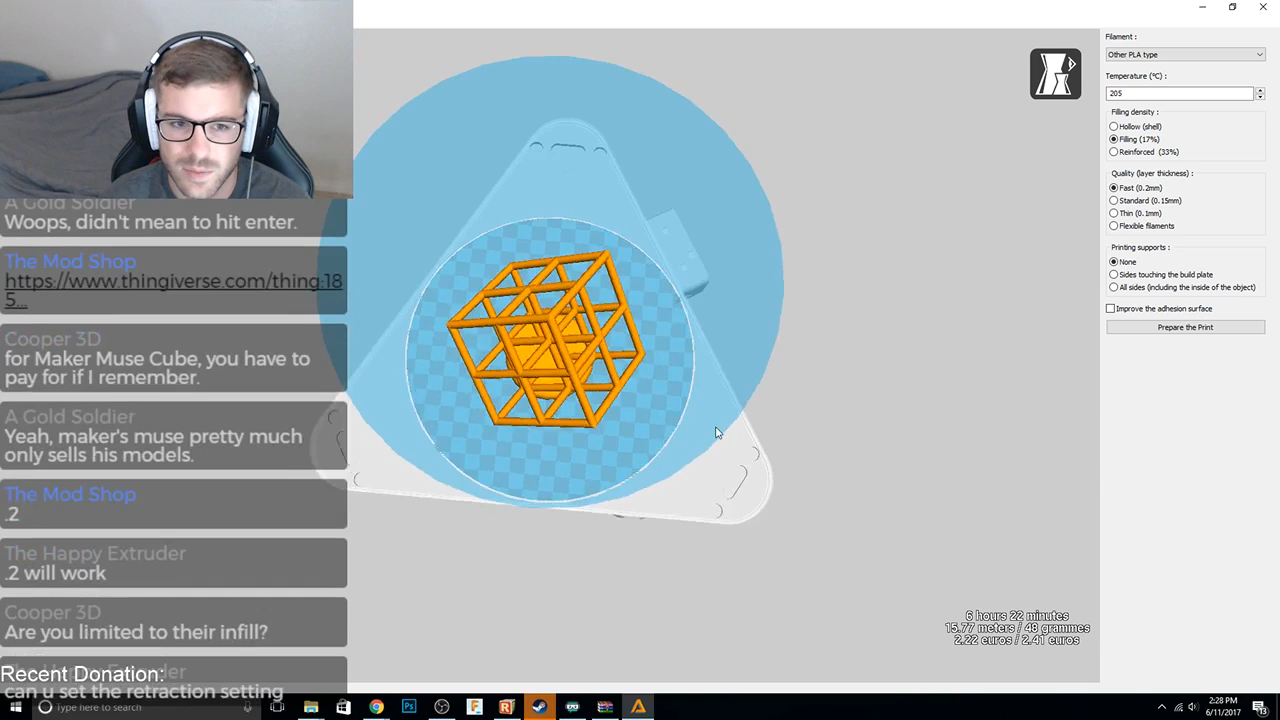 A Gold Soldier
Woops, didn't mean to hit enter.
The Mod Shop
https://www.thingiverse.com/thing:18
5...
Cooper 3D
for Maker Muse Cube, you have to
pay for if I remember.
A Gold Soldier
Yeah, maker's muse pretty much
only sells his models.
The Mod Shop
.2
The Happy Extruder
.2 will work
Cooper 3D
Are you limited to their infill?
The Happy Extruder
Recent Donation:
can u set the retraction setting
Filament :
Other PLA type
Temperature (°C) :
205
Filling density :
Hollow (shell)
Filling (17%)
Reinforced (33%)
Quality (layer thickness) :
Fast (0.2mm)
Standard (0.15mm)
Thin (0.1mm)
Flexible filaments
Printing supports :
None
Sides touching the build plate
All sides (including the inside of the object)
Improve the adhesion surface
Prepare the Print
6 hours 22 minutes
15.77 meters / 48 grammes
2.22 euros / 2.41 euros
Type here to search
2:28 PM
6/11/2017